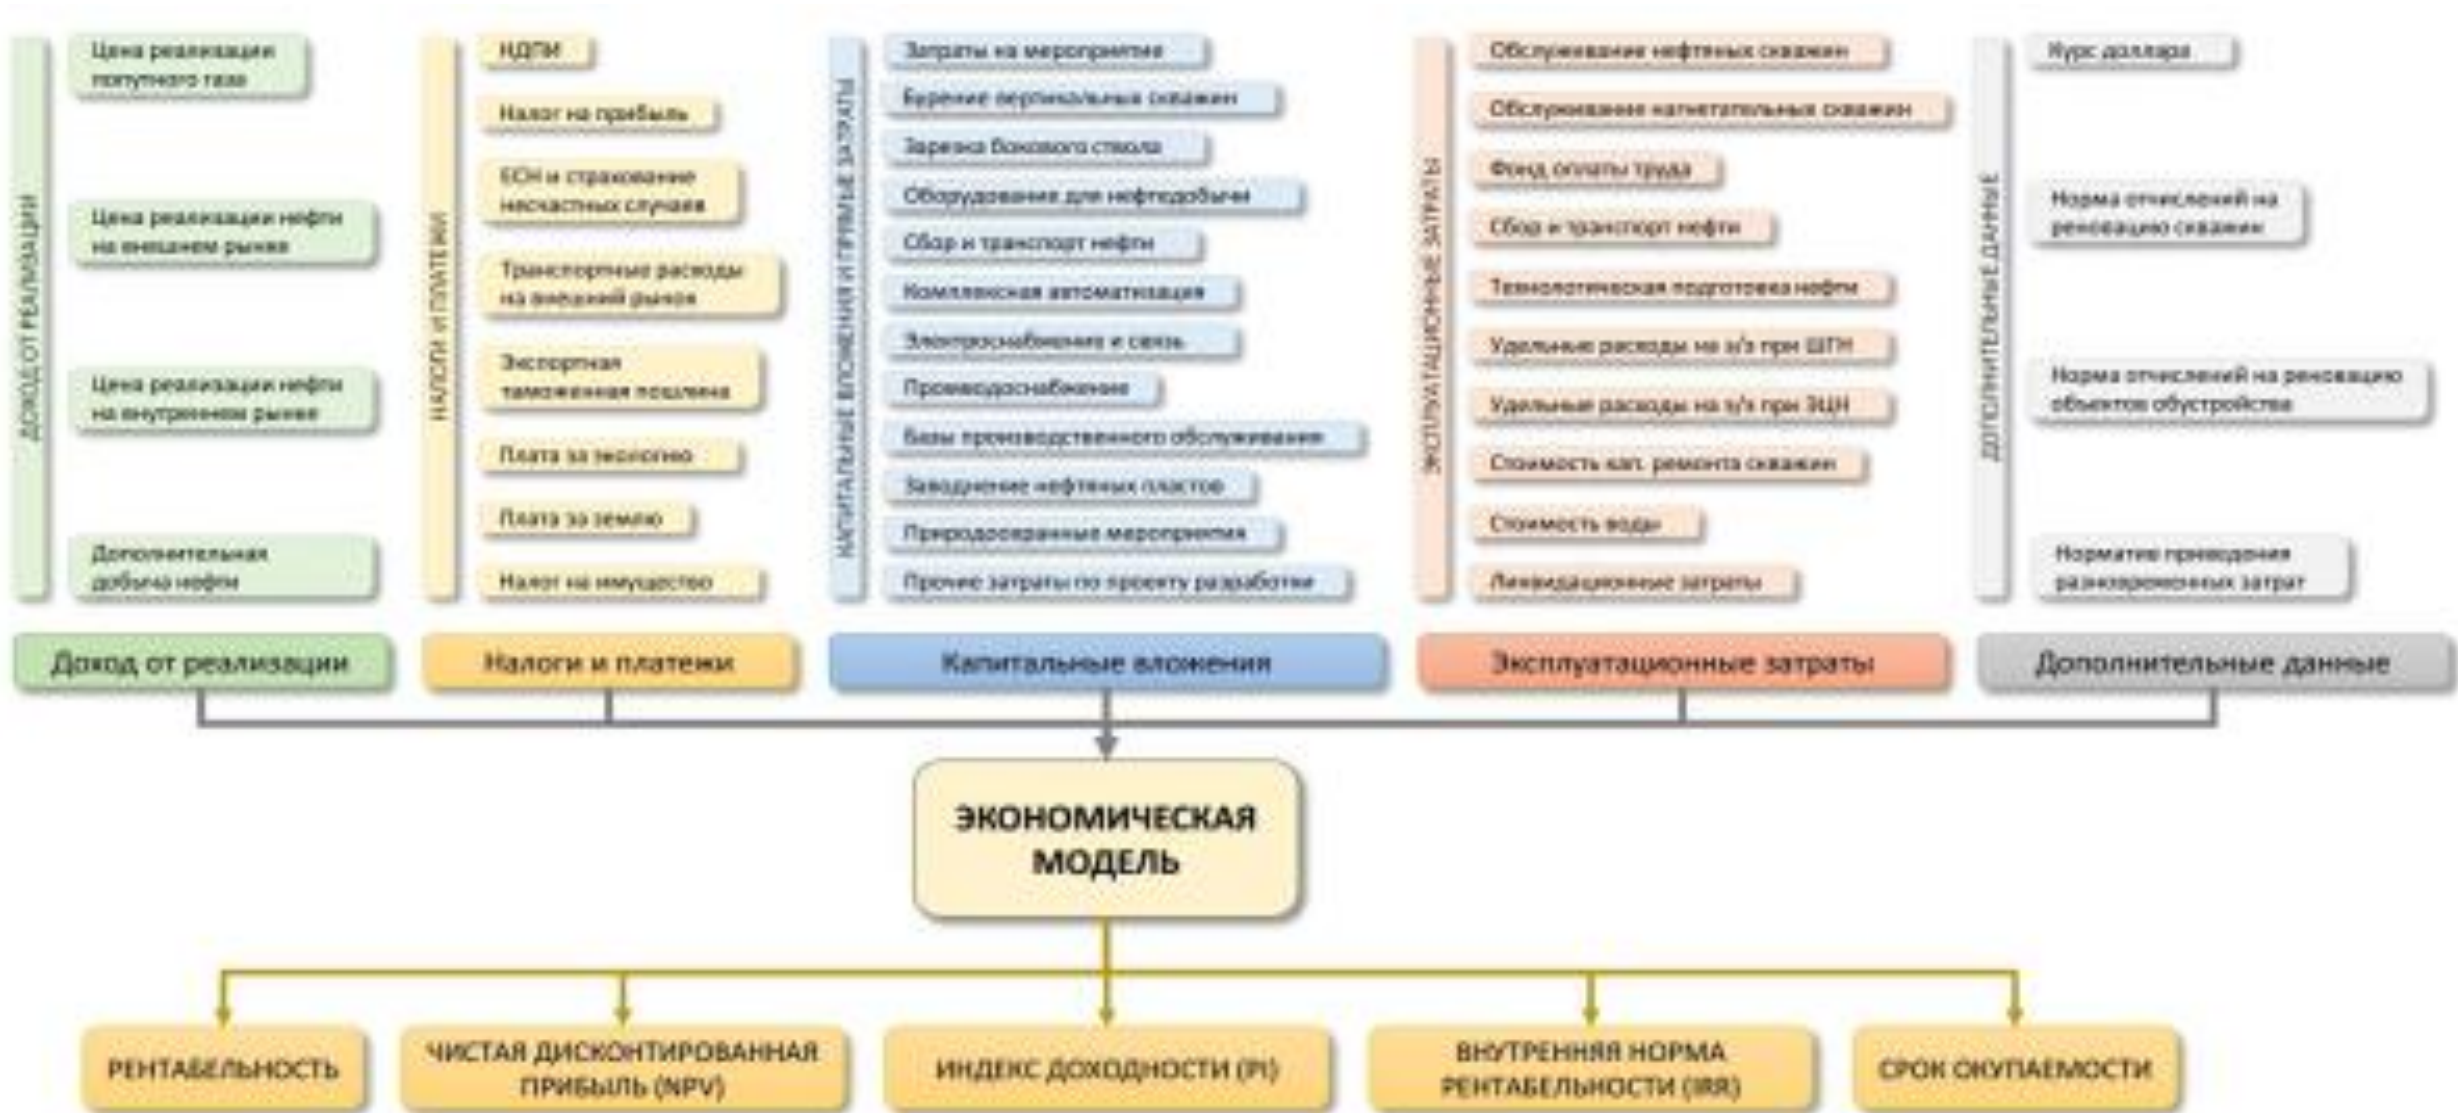 ДОХОД ОТ РЕАЛИЗАЦИИ
Цена реализации
попутного газа
Цена реализации нефти
на внешнем рынке
Цена реализации нефти
на внутреннем рынке
Дополнительная
добыча нефти
НАЛОГИ И ПЛАТЕЖИ
НДПИ
Налог на прибыль
ЕСН и страхование
несчастных случаев
Транспортные расходы
на внешний рынок
Экспортная
таможенная пошлина
Плата за экологию
Плата за землю
Налог на имущество
КАПИТАЛЬНЫЕ ВЛОЖЕНИЯ И ПРЯМЫЕ ЗАТРАТЫ
Затраты на мероприятие
Бурение вертикальных скважин
Зарезка бокового ствола
Оборудование для нефтедобычи
Сбор и транспорт нефти
Комплексная автоматизация
Электроснабжение и связь
Промводоснабжение
Базы производственного обслуживания
Заводнение нефтяных пластов
Природоохранные мероприятия
Прочие затраты по проекту разработки
ЭКСПЛУАТАЦИОННЫЕ ЗАТРАТЫ
Обслуживание нефтяных скважин
Обслуживание нагнетательных скважин
Фонд оплаты труда
Сбор и транспорт нефти
Технологическая подготовка нефти
Удельные расходы на э/э при ШГН
Удельные расходы на э/э при ЭЦН
Стоимость кап. ремонта скважин
Стоимость воды
Ликвидационные затраты
ДОПОЛНИТЕЛЬНЫЕ ДАННЫЕ
Курс доллара
Норма отчислений на
реновацию скважин
Норма отчислений на реновацию
объектов обустройства
Норматив приведения
разновременных затрат
Доход от реализации
Налоги и платежи
Капитальные вложения
Эксплуатационные затраты
Дополнительные данные
ЭКОНОМИЧЕСКАЯ
МОДЕЛЬ
РЕНТАБЕЛЬНОСТЬ
ЧИСТАЯ ДИСКОНТИРОВАННАЯ
ПРИБЫЛЬ (NPV)
ИНДЕКС ДОХОДНОСТИ (PI)
ВНУТРЕННЯЯ НОРМА
РЕНТАБЕЛЬНОСТИ (IRR)
СРОК ОКУПАЕМОСТИ